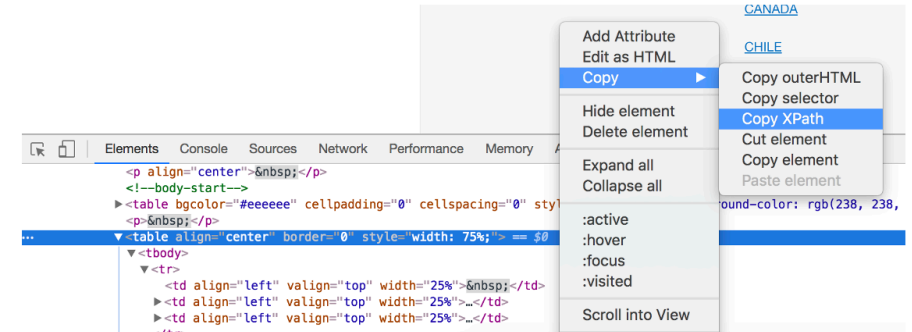 CANADA
CHILE
Add Attribute
Edit as HTML
Copy ▶
Hide element
Delete element
Expand all
Collapse all
:active
:hover
:focus
:visited
Scroll into View
Copy outerHTML
Copy selector
Copy XPath
Cut element
Copy element
Paste element
Elements Console Sources Network Performance Memory
<p align="center">&nbsp;</p>
<!--body-start-->
▶<table bgcolor="#eeeeee" cellpadding="0" cellspacing="0" round-color: rgb(238, 238,
<p>&nbsp;</p>
… ▼<table align="center" border="0" style="width: 75%;"> == $0
▼<tbody>
▼<tr>
<td align="left" valign="top" width="25%">&nbsp;</td>
▶<td align="left" valign="top" width="25%">…</td>
▶<td align="left" valign="top" width="25%">…</td>